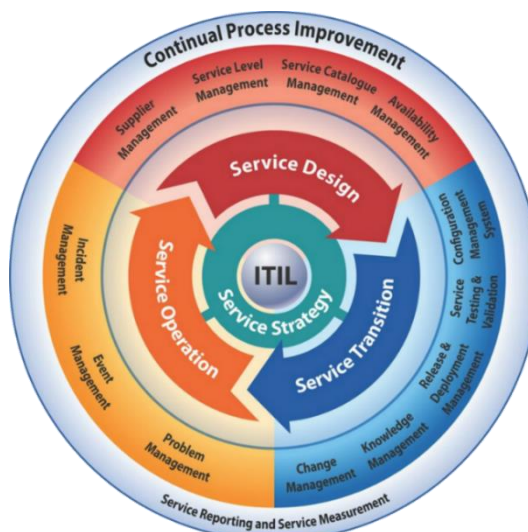 Continual Process Improvement
Supplier
Management
Service Level
Management
Service Catalogue
Management
Availability
Management
Configuration
Management
System
Service
Testing &
Validation
Release &
Deployment
Management
Knowledge
Management
Change
Management
Problem
Management
Event
Management
Incident
Management
Service Design
Service Transition
Service Operation
Service Strategy
ITIL
Service Reporting and Service Measurement